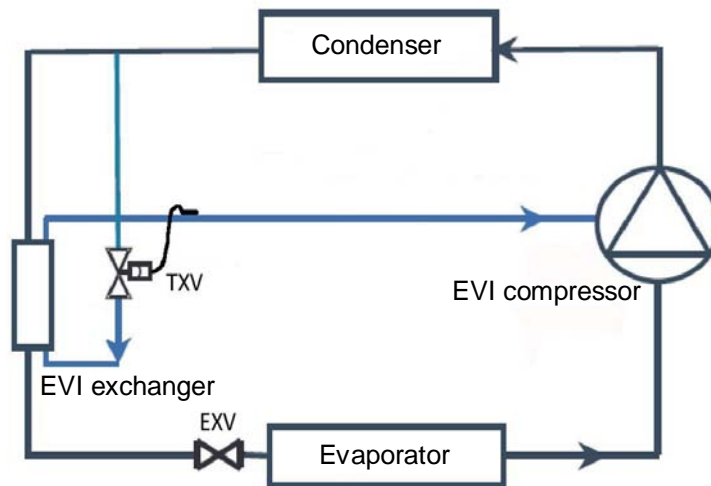 Condenser
TXV
EVI compressor
EVI exchanger
EXV
Evaporator